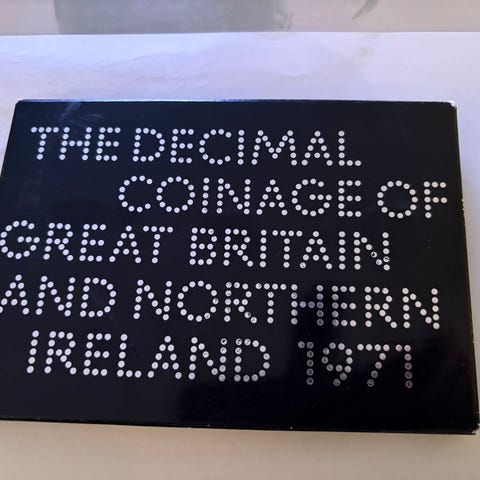 THE DECIMAL
COINAGE OF
GREAT BRITAIN
AND NORTHERN
IRELAND 1971